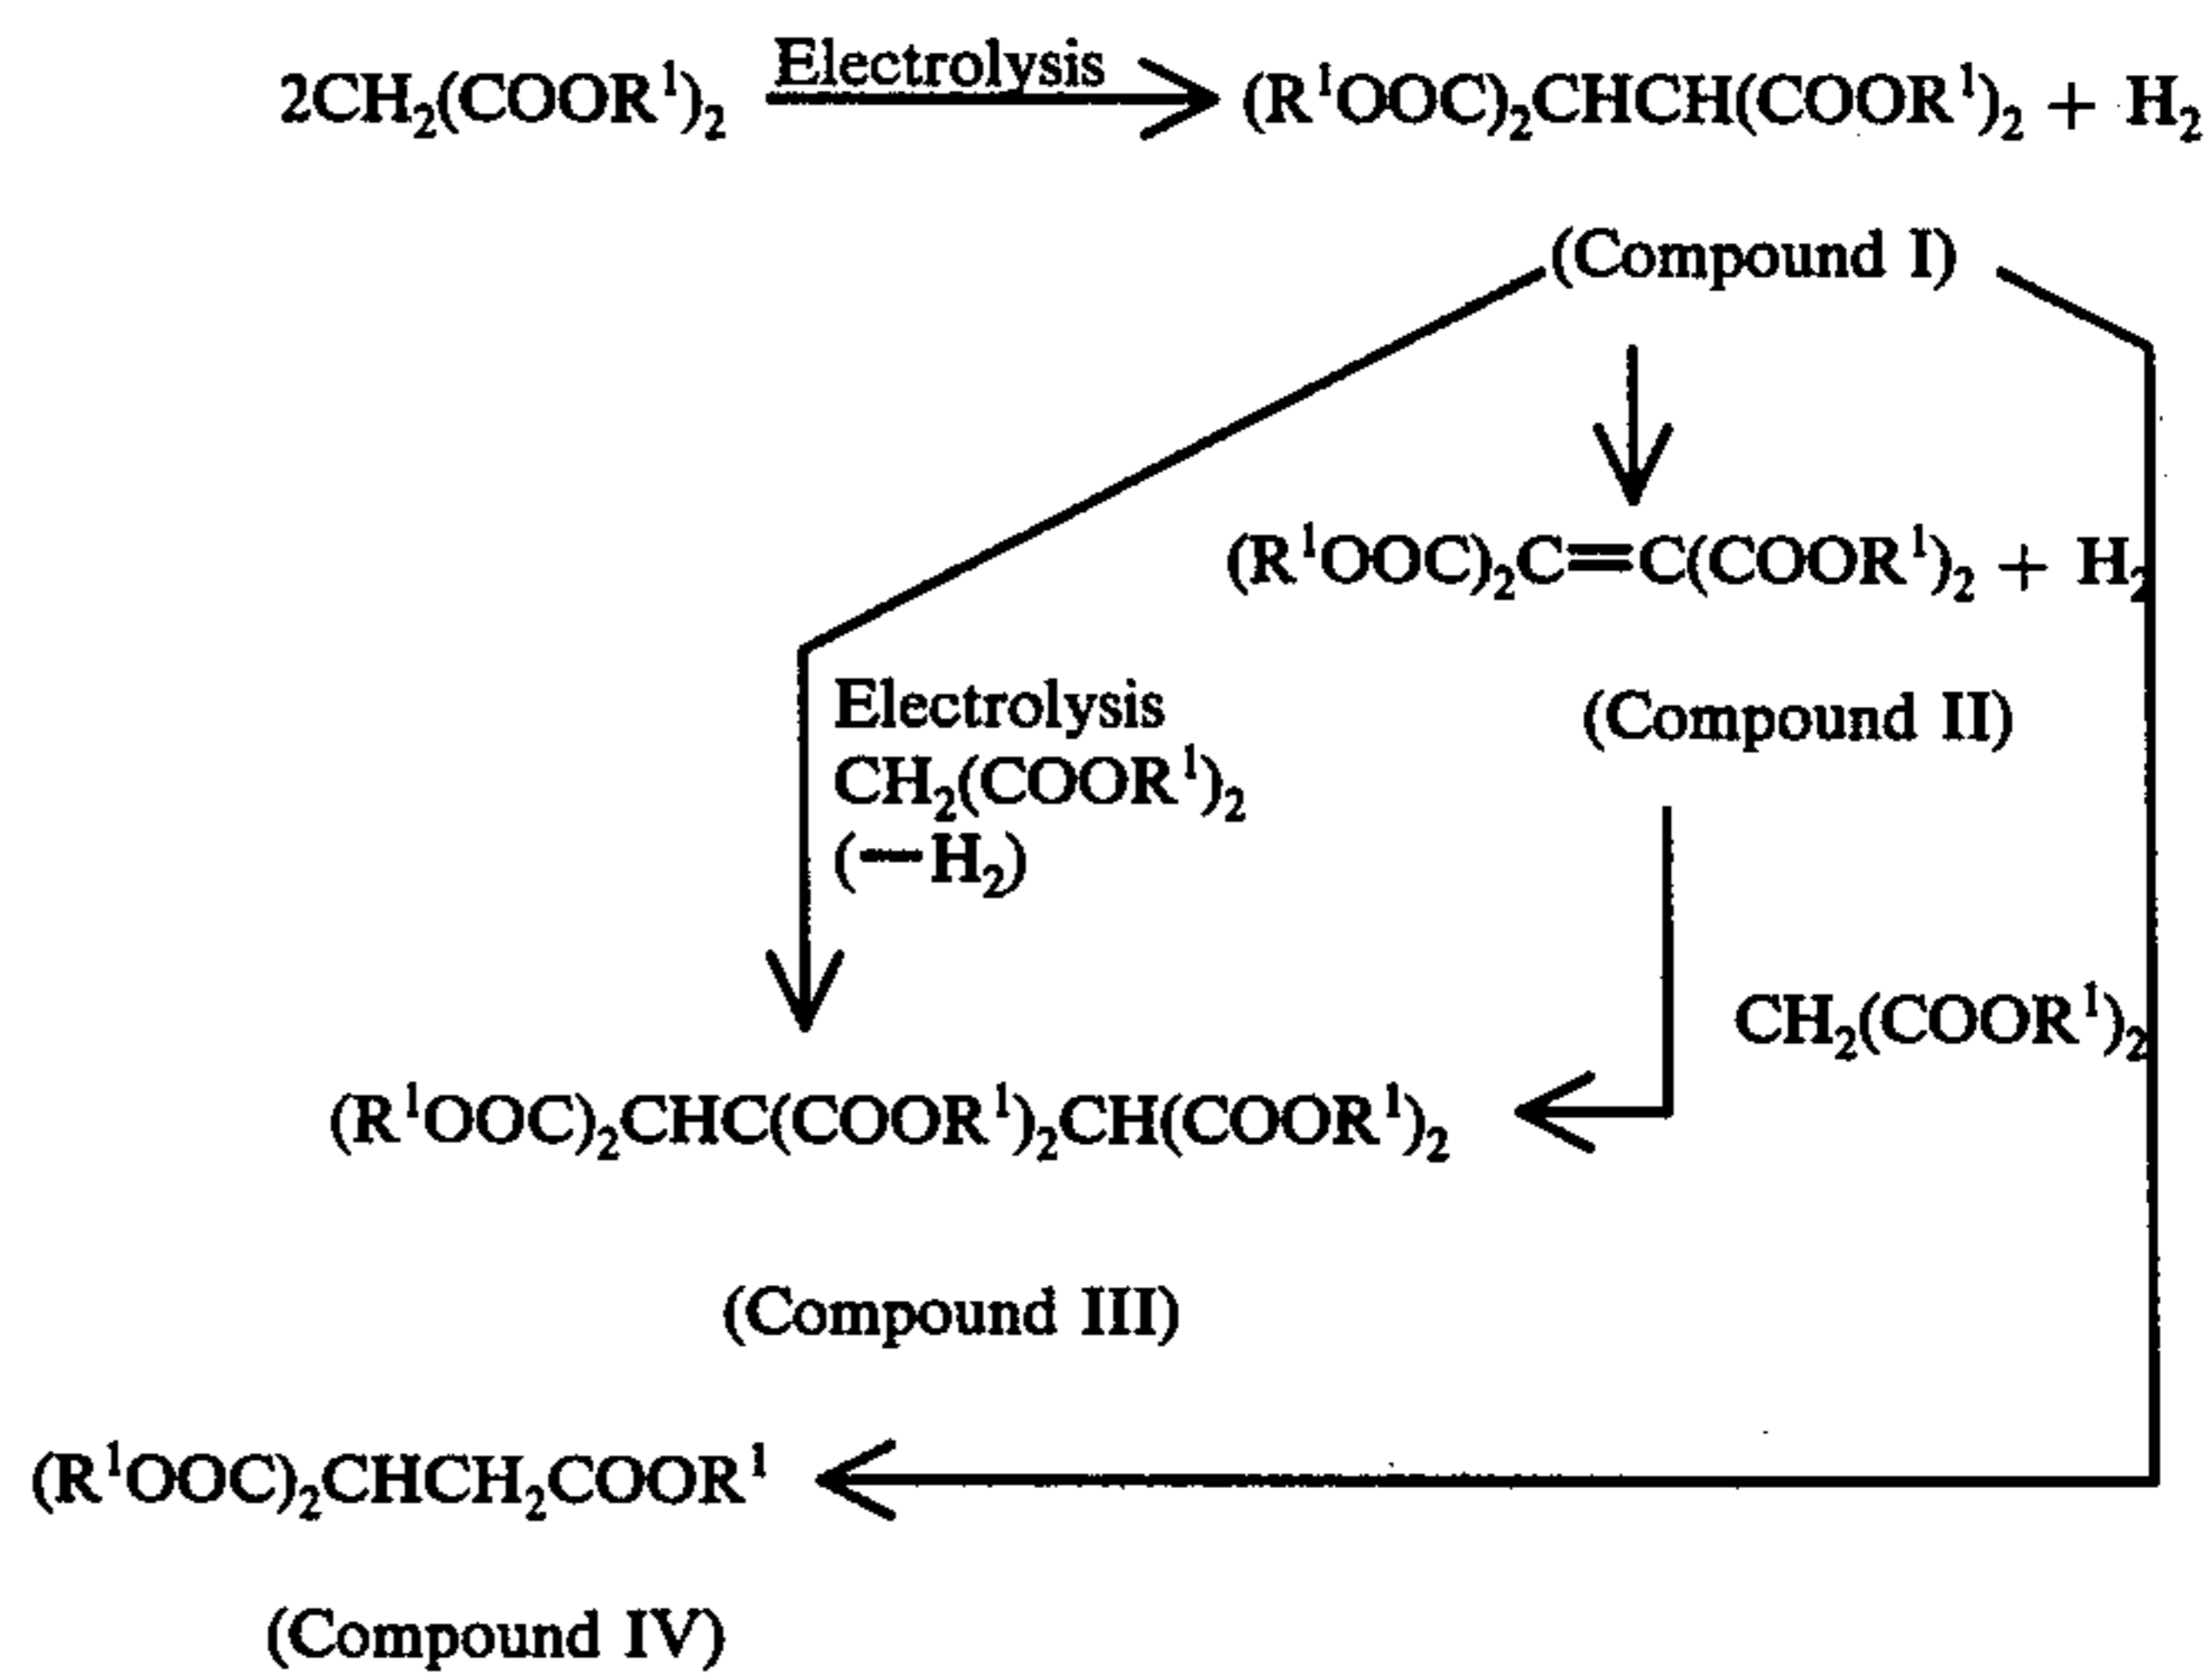 2CH₂(COOR¹)₂ Electrolysis (R¹OOC)₂CHCH(COOR¹)₂ + H₂
(Compound I)
(R¹OOC)₂C=C(COOR¹)₂ + H₂
(Compound II)
Electrolysis
CH₂(COOR¹)₂
(—H₂)
CH₂(COOR¹)₂
(R¹OOC)₂CHC(COOR¹)₂CH(COOR¹)₂
(Compound III)
(R¹OOC)₂CHCH₂COOR¹
(Compound IV)